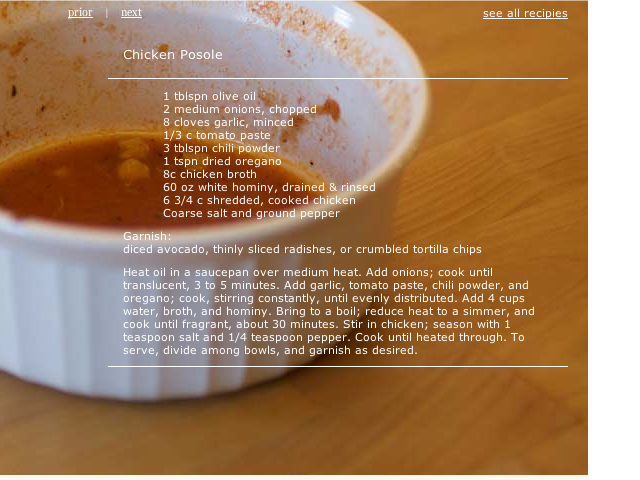 prior | next
see all recipies
Chicken Posole
1 tblspn olive oil
2 medium onions, chopped
8 cloves garlic, minced
1/3 c tomato paste
3 tblspn chili powder
1 tspn dried oregano
8c chicken broth
60 oz white hominy, drained & rinsed
6 3/4 c shredded, cooked chicken
Coarse salt and ground pepper
Garnish:
diced avocado, thinly sliced radishes, or crumbled tortilla chips
Heat oil in a saucepan over medium heat. Add onions; cook until
translucent, 3 to 5 minutes. Add garlic, tomato paste, chili powder, and
oregano; cook, stirring constantly, until evenly distributed. Add 4 cups
water, broth, and hominy. Bring to a boil; reduce heat to a simmer, and
cook until fragrant, about 30 minutes. Stir in chicken; season with 1
teaspoon salt and 1/4 teaspoon pepper. Cook until heated through. To
serve, divide among bowls, and garnish as desired.